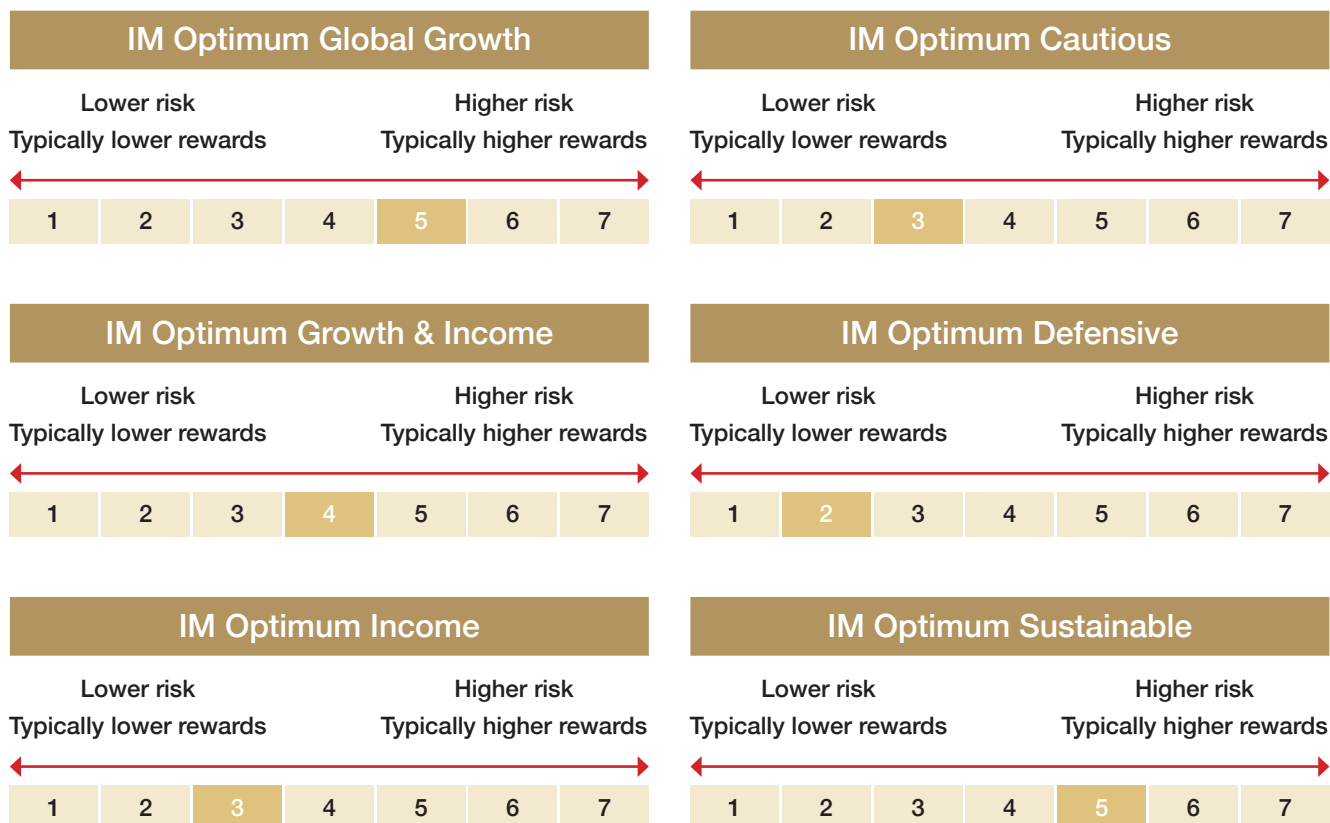 IM Optimum Global Growth
Lower risk Higher risk
Typically lower rewards Typically higher rewards
1 2 3 4 5 6 7
IM Optimum Cautious
Lower risk Higher risk
Typically lower rewards Typically higher rewards
1 2 3 4 5 6 7
IM Optimum Growth & Income
Lower risk Higher risk
Typically lower rewards Typically higher rewards
1 2 3 4 5 6 7
IM Optimum Defensive
Lower risk Higher risk
Typically lower rewards Typically higher rewards
1 2 3 4 5 6 7
IM Optimum Income
Lower risk Higher risk
Typically lower rewards Typically higher rewards
1 2 3 4 5 6 7
IM Optimum Sustainable
Lower risk Higher risk
Typically lower rewards Typically higher rewards
1 2 3 4 5 6 7